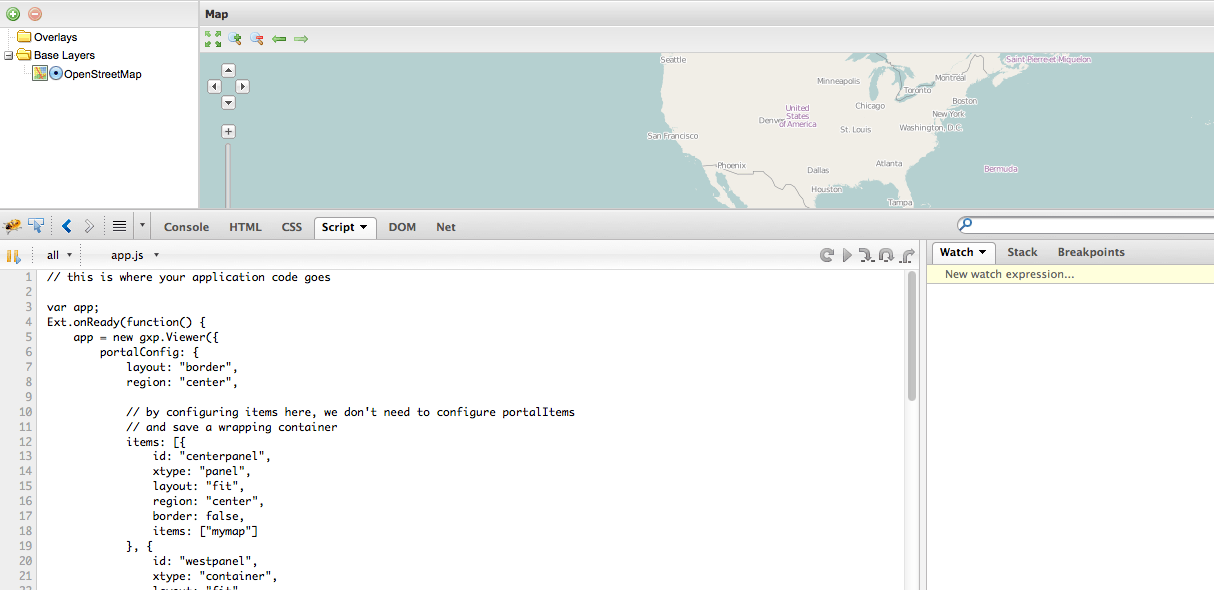 Map
Overlays
Base Layers
OpenStreetMap
Seattle
Saint Pierre et Miquelon
Minneapolis
Montreal
Toronto
Chicago
Boston
United
States
of America
Denver
New York
St. Louis
Washington, D.C.
San Francisco
Phoenix
Dallas
Atlanta
Bermuda
Houston
Tampa
Console HTML CSS Script DOM Net
all app.js
Watch Stack Breakpoints
New watch expression...
1 // this is where your application code goes
2
3 var app;
4 Ext.onReady(function() {
5 app = new gxp.Viewer({
6 portalConfig: {
7 layout: "border",
8 region: "center",
9
10 // by configuring items here, we don't need to configure portalItems
11 // and save a wrapping container
12 items: [{
13 id: "centerpanel",
14 xtype: "panel",
15 layout: "fit",
16 region: "center",
17 border: false,
18 items: ["mymap"]
19 }, {
20 id: "westpanel",
21 xtype: "container",
22 layout: "fit",